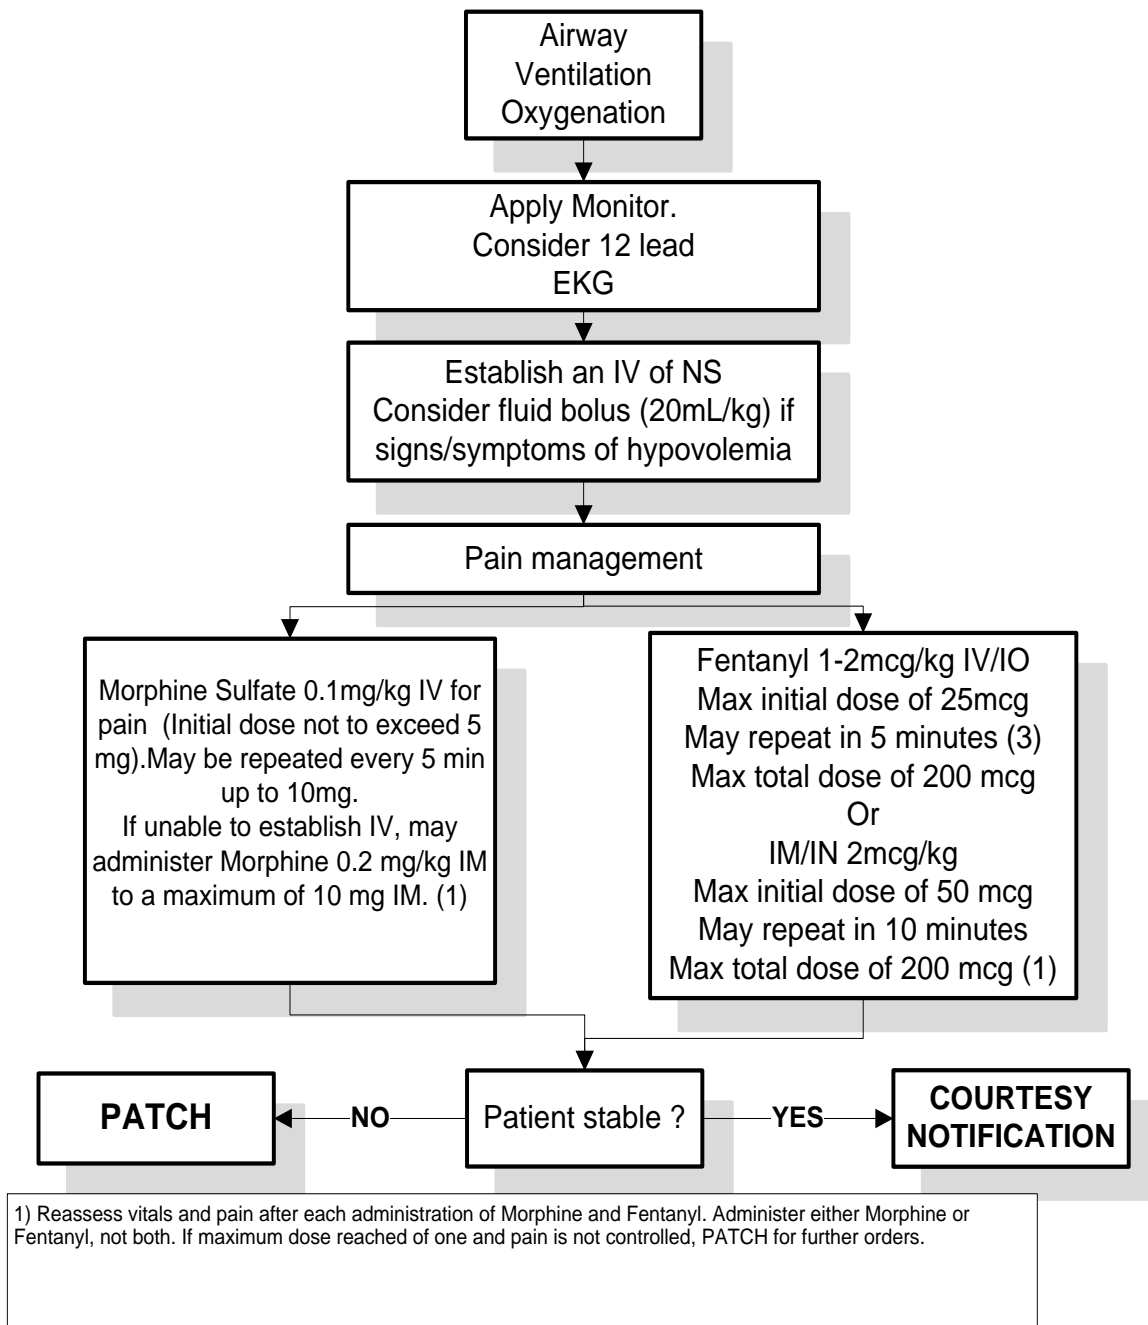 Airway
Ventilation
Oxygenation
Apply Monitor.
Consider 12 lead
EKG
Establish an IV of NS
Consider fluid bolus (20mL/kg) if
signs/symptoms of hypovolemia
Pain management
Morphine Sulfate 0.1mg/kg IV for
pain  (Initial dose not to exceed 5
mg).May be repeated every 5 min
up to 10mg.
If unable to establish IV, may
administer Morphine 0.2 mg/kg IM
to a maximum of 10 mg IM. (1)
Fentanyl 1-2mcg/kg IV/IO
Max initial dose of 25mcg
May repeat in 5 minutes (3)
Max total dose of 200 mcg
Or
IM/IN 2mcg/kg
Max initial dose of 50 mcg
May repeat in 10 minutes
Max total dose of 200 mcg (1)
PATCH
NO
Patient stable ?
YES
COURTESY
NOTIFICATION
1) Reassess vitals and pain after each administration of Morphine and Fentanyl. Administer either Morphine or
Fentanyl, not both. If maximum dose reached of one and pain is not controlled, PATCH for further orders.